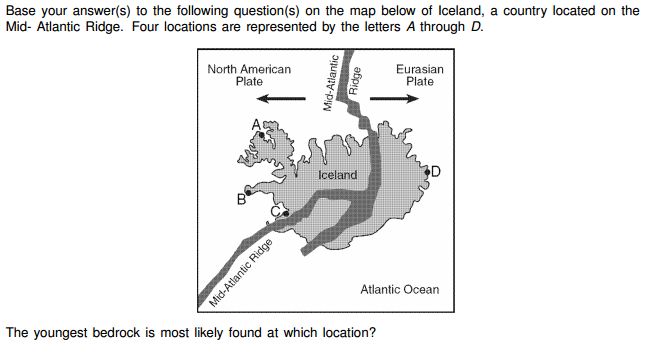 Base your answer(s) to the following question(s) on the map below of Iceland, a country located on the
Mid- Atlantic Ridge. Four locations are represented by the letters A through D.
North American
Plate
Mid-Atlantic
Ridge
Eurasian
Plate
A
Iceland
D
B
C
Mid-Atlantic Ridge
Atlantic Ocean
The youngest bedrock is most likely found at which location?